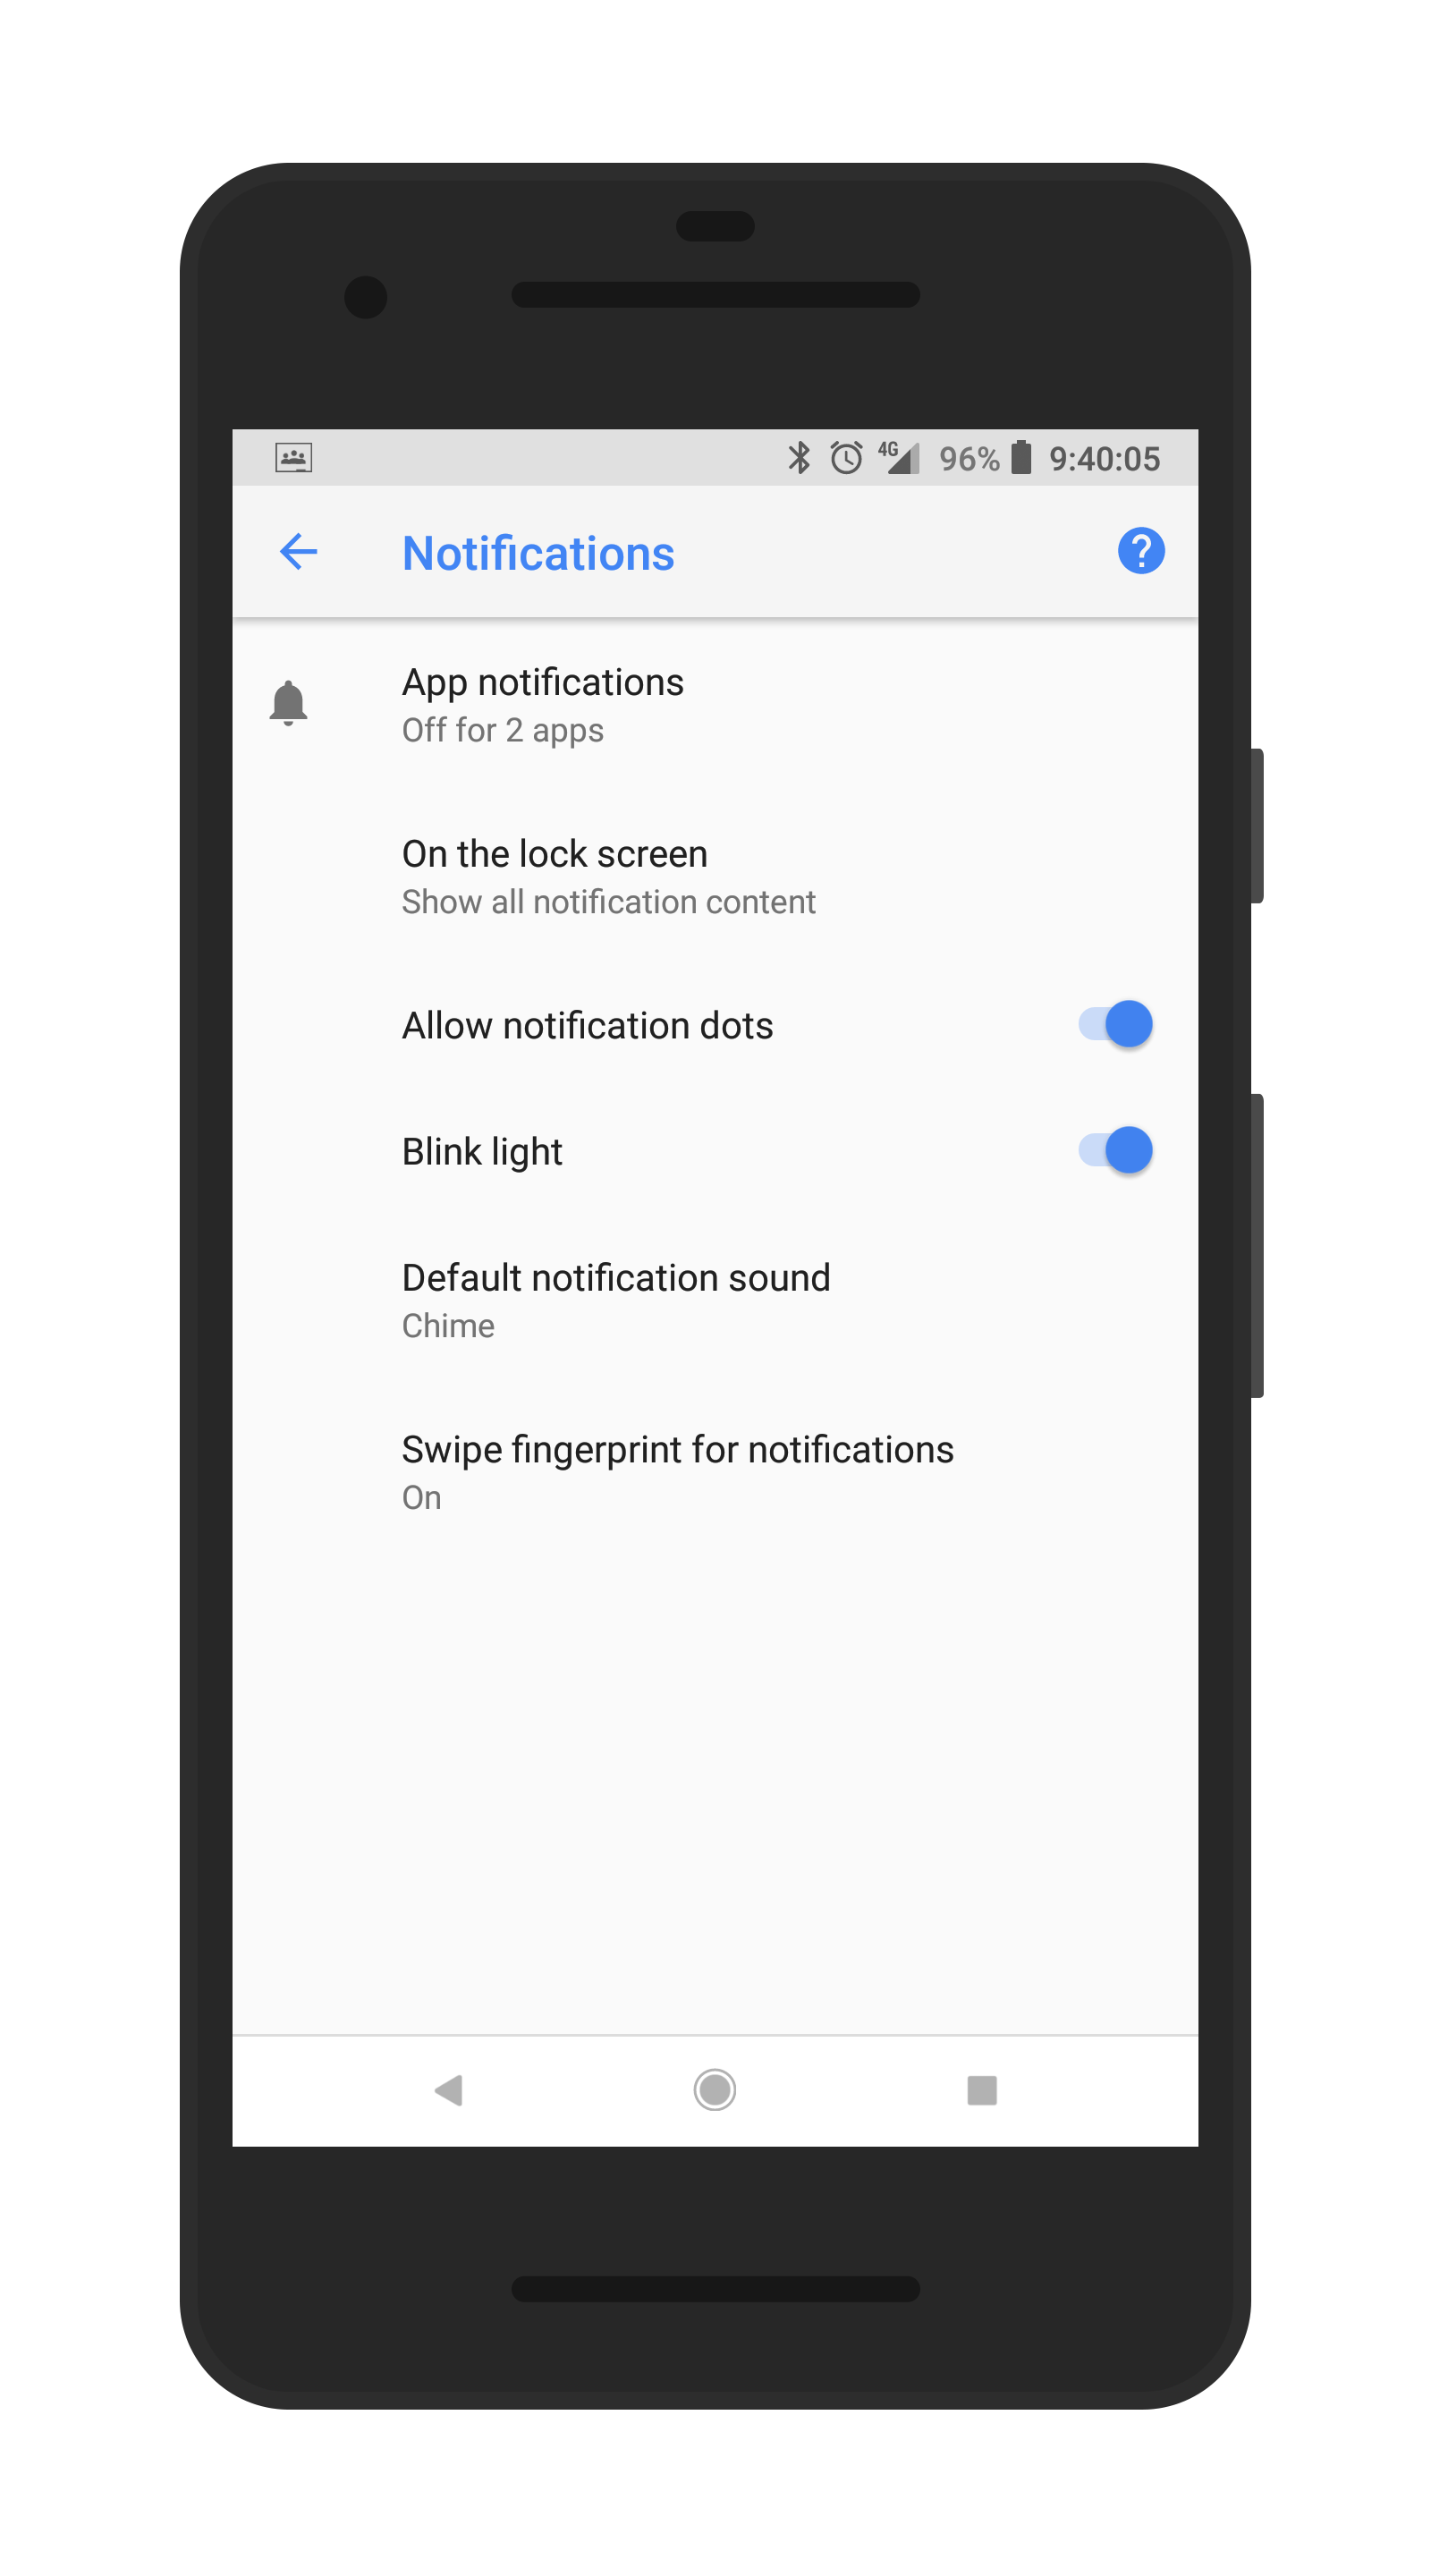 4G 96% 9:40:05
Notifications
App notifications
Off for 2 apps
On the lock screen
Show all notification content
Allow notification dots
Blink light
Default notification sound
Chime
Swipe fingerprint for notifications
On